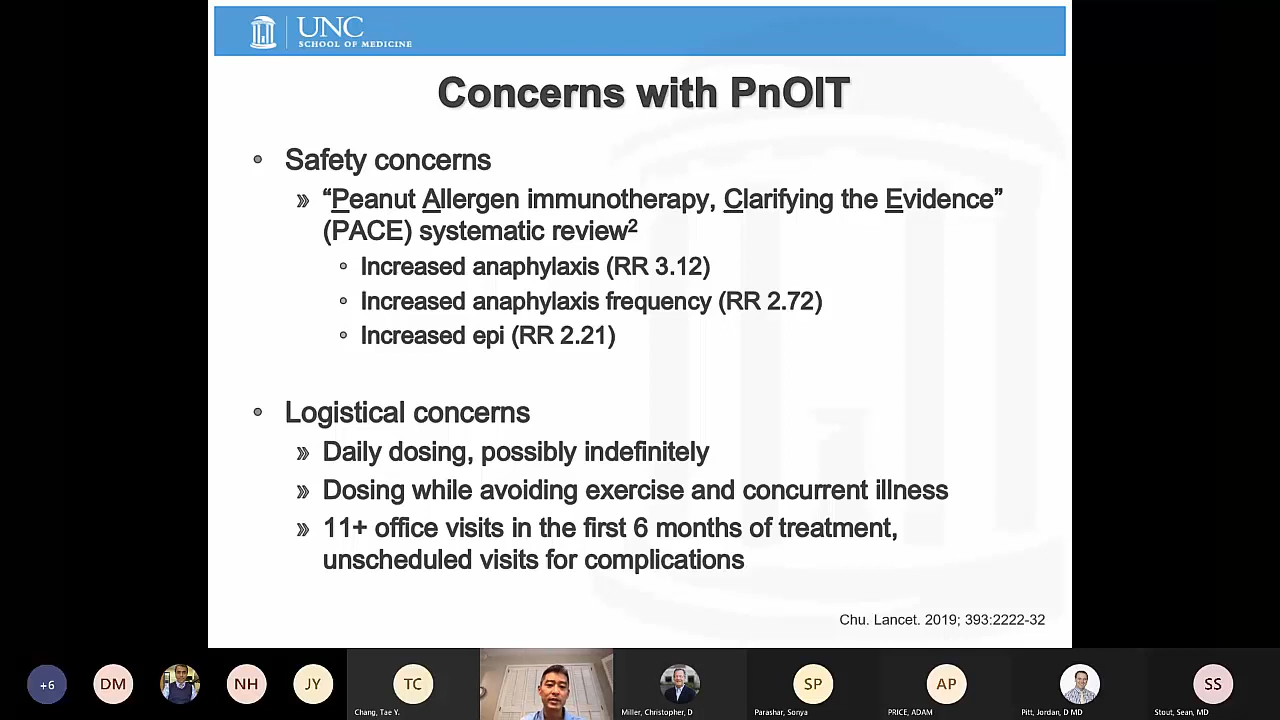 UNC
SCHOOL OF MEDICINE
Concerns with PnOIT
• Safety concerns
» “Peanut Allergen immunotherapy, Clarifying the Evidence”
(PACE) systematic review2
• Increased anaphylaxis (RR 3.12)
• Increased anaphylaxis frequency (RR 2.72)
• Increased epi (RR 2.21)
• Logistical concerns
» Daily dosing, possibly indefinitely
» Dosing while avoiding exercise and concurrent illness
» 11+ office visits in the first 6 months of treatment,
unscheduled visits for complications
Chu. Lancet. 2019; 393:2222-32
+6 DM NH JY TC SP AP SS
Chang, Tae Y. Miller, Christopher, D Parashar, Sonya PRICE, ADAM Pitt, Jordan, D MD Stout, Sean, MD